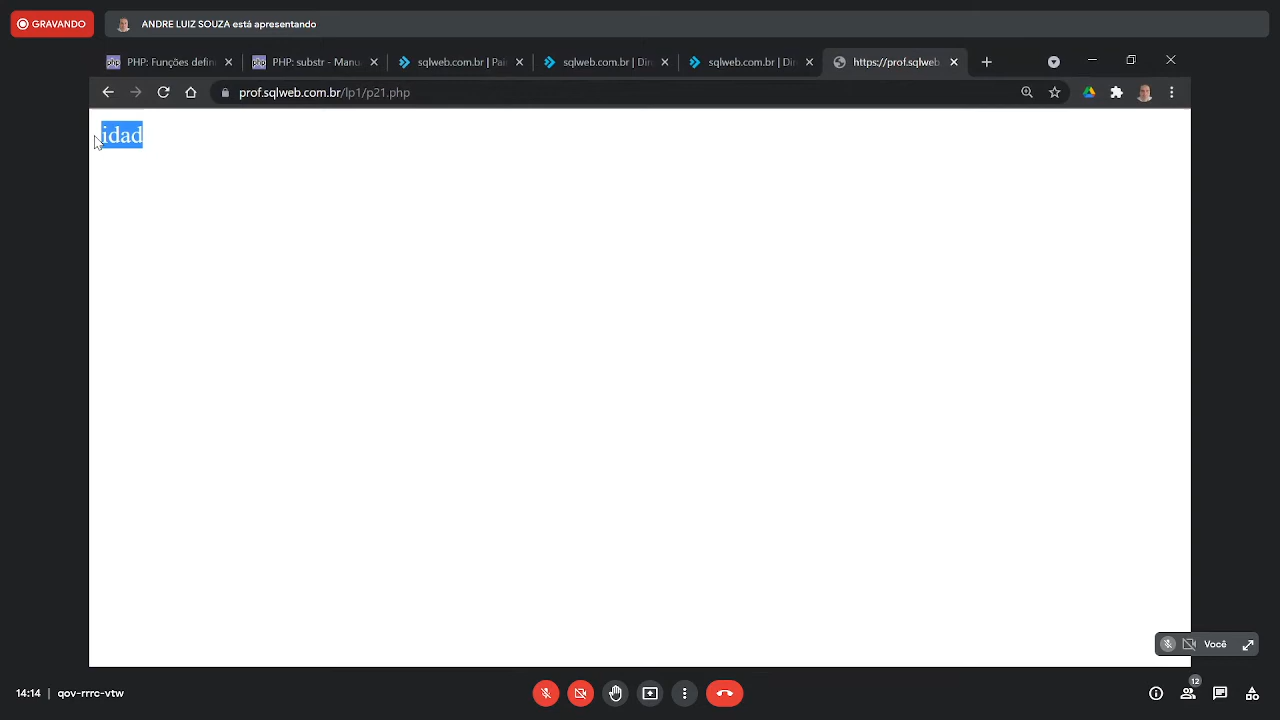 GRAVANDO
ANDRE LUIZ SOUZA está apresentando
PHP: Funções defin
PHP: substr - Manu
sqlweb.com.br | Pai
sqlweb.com.br | Dir
sqlweb.com.br | Dir
https://prof.sqlweb
prof.sqlweb.com.br/lp1/p21.php
idad
Você
14:14 | qov-rrrc-vtw
12